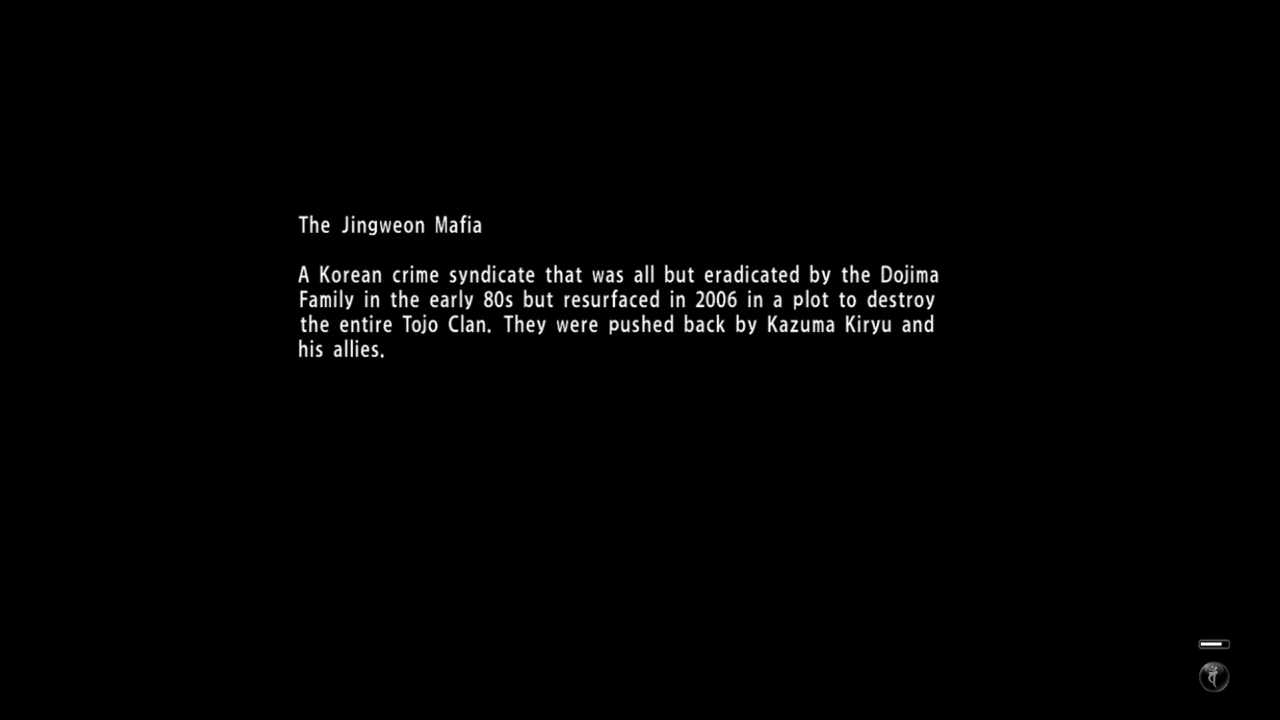 The Jingweon Mafia
A Korean crime syndicate that was all but eradicated by the Dojima
Family in the early 80s but resurfaced in 2006 in a plot to destroy
the entire Tojo Clan. They were pushed back by Kazuma Kiryu and
his allies.